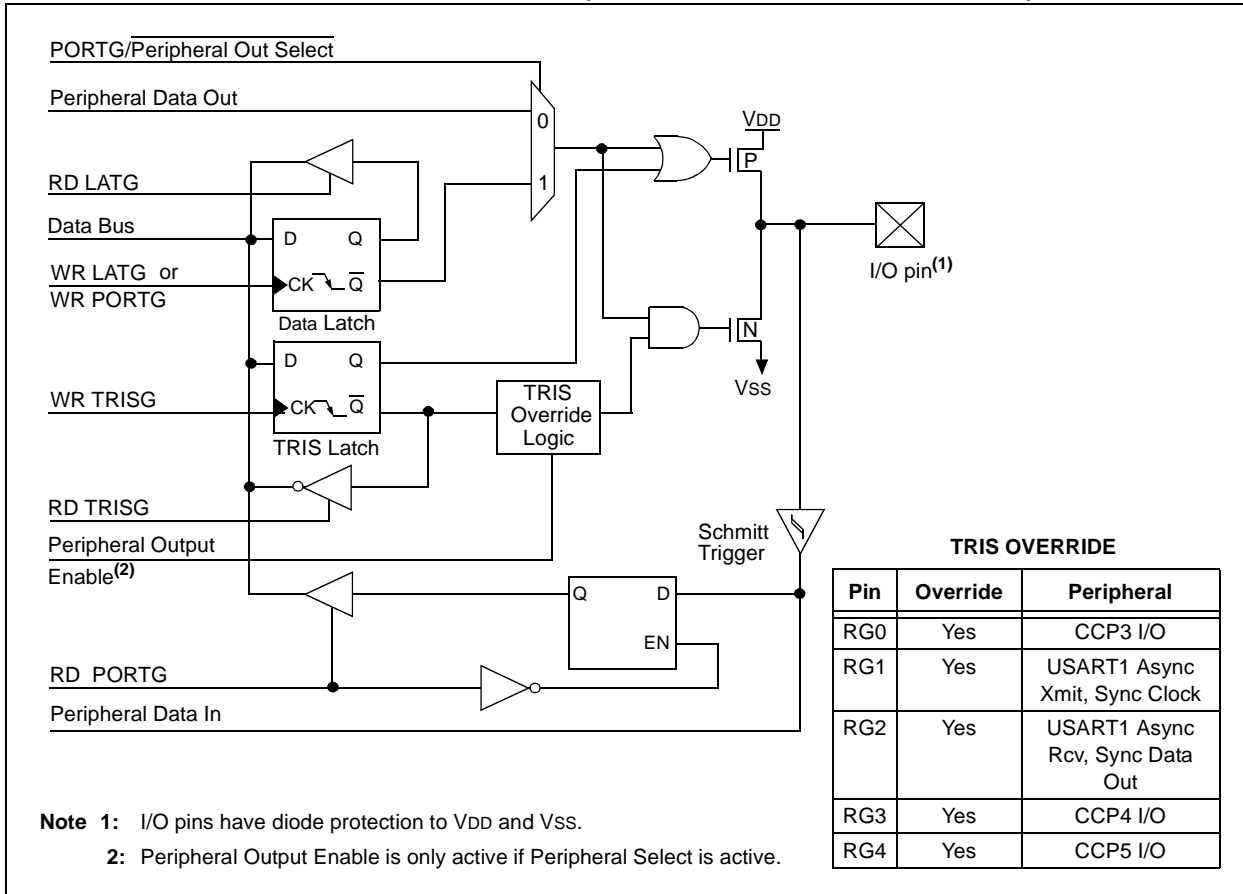 PORTG/Peripheral Out Select
Peripheral Data Out
VDD
0
P
1
RD LATG
Data Bus
D Q
I/O pin(1)
WR LATG or
WR PORTG
CK Q
Data Latch
N
D Q
VSS
WR TRISG
CK Q
TRIS
Override
Logic
TRIS Latch
RD TRISG
Peripheral Output
Enable(2)
Schmitt
Trigger
Q D
EN
RD PORTG
Peripheral Data In
TRIS OVERRIDE
Pin Override Peripheral
RG0 Yes CCP3 I/O
RG1 Yes USART1 Async
Xmit, Sync Clock
RG2 Yes USART1 Async
Rcv, Sync Data
Out
RG3 Yes CCP4 I/O
RG4 Yes CCP5 I/O
Note 1: I/O pins have diode protection to VDD and VSS.
2: Peripheral Output Enable is only active if Peripheral Select is active.